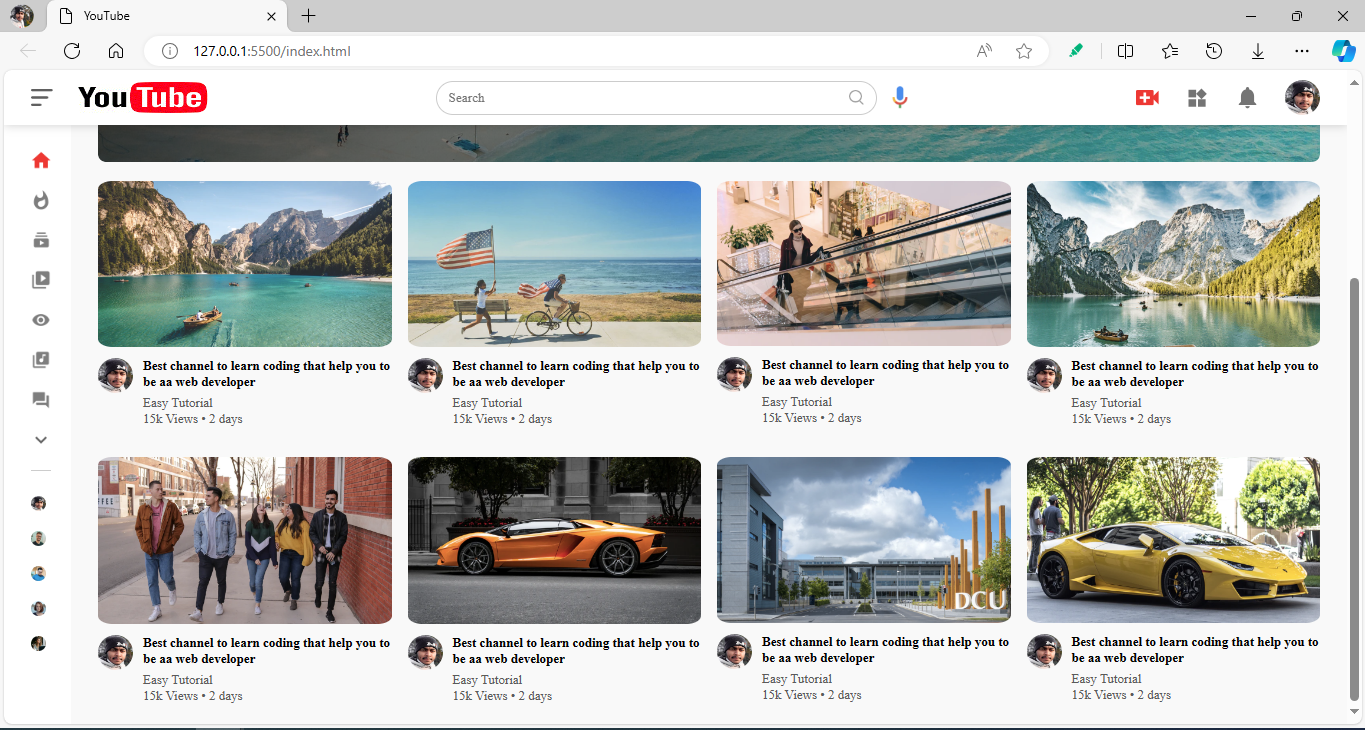 YouTube
127.0.0.1:5500/index.html
YouTube
Search
Best channel to learn coding that help you to
be aa web developer
Easy Tutorial
15k Views • 2 days
Best channel to learn coding that help you to
be aa web developer
Easy Tutorial
15k Views • 2 days
Best channel to learn coding that help you to
be aa web developer
Easy Tutorial
15k Views • 2 days
Best channel to learn coding that help you to
be aa web developer
Easy Tutorial
15k Views • 2 days
DCU
Best channel to learn coding that help you to
be aa web developer
Easy Tutorial
15k Views • 2 days
Best channel to learn coding that help you to
be aa web developer
Easy Tutorial
15k Views • 2 days
Best channel to learn coding that help you to
be aa web developer
Easy Tutorial
15k Views • 2 days
Best channel to learn coding that help you to
be aa web developer
Easy Tutorial
15k Views • 2 days